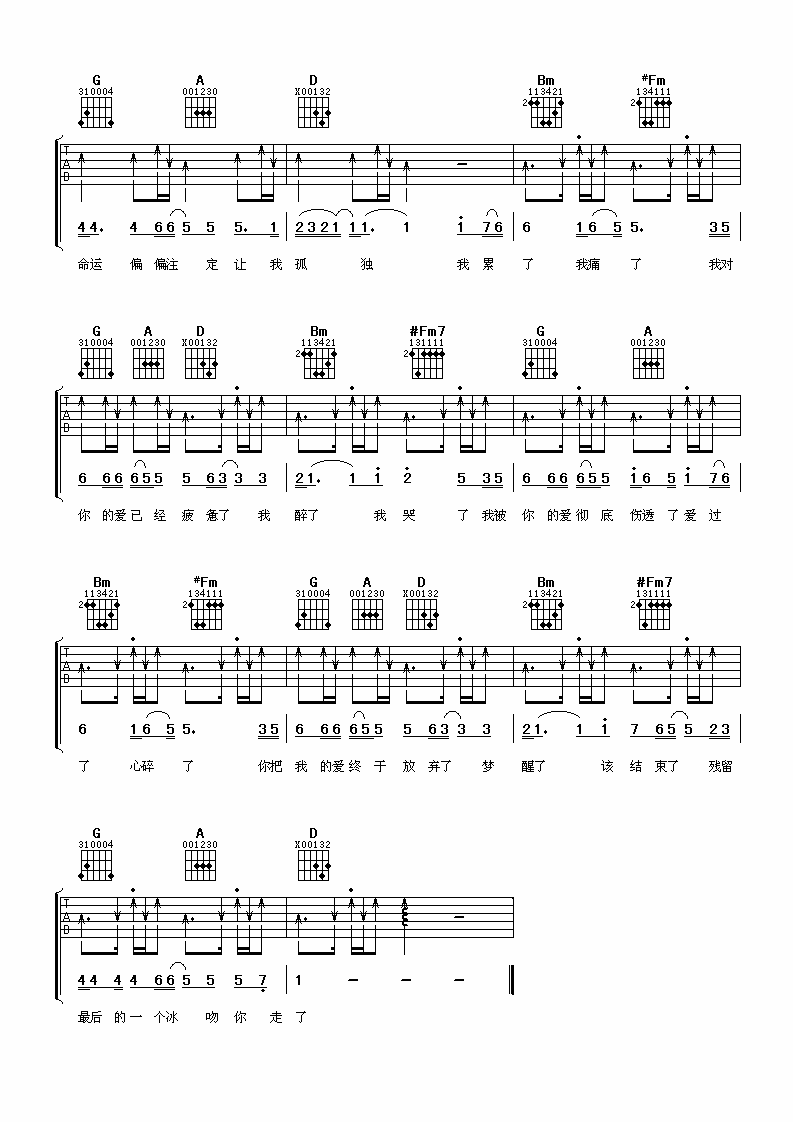 G A D Bm #Fm
310004 001230 X00132 113421 134111
2 2
T
A
B
44. 4 66 5 5 5. 1 2321 11. 1 1 76 6 16 5 5. 35
命运 偏 偏注 定 让 我 孤 独 我 累 了 我痛 了 我对
G A D Bm #Fm7 G A
310004 001230 X00132 113421 131111 310004 001230
2 2
T
A
B
6 66 655 5 63 3 3 21. 1 1 2 5 35 6 66 655 16 5 1 76
你 的爱已 经 疲 惫了 我 醉了 我 哭 了 我被 你 的爱彻 底 伤透 了 爱 过
Bm #Fm G A D Bm #Fm7
113421 134111 310004 001230 X00132 113421 131111
2 2 2 2
T
A
B
6 16 5 5. 35 6 66 655 5 63 3 3 21. 1 1 7 65 5 23
了 心碎 了 你把 我 的爱终 于 放 弃了 梦 醒了 该 结 束了 残留
G A D
310004 001230 X00132
T
A
B
44 4 4 66 5 5 5 7 1 – – –
最后 的一 个冰 吻 你 走 了